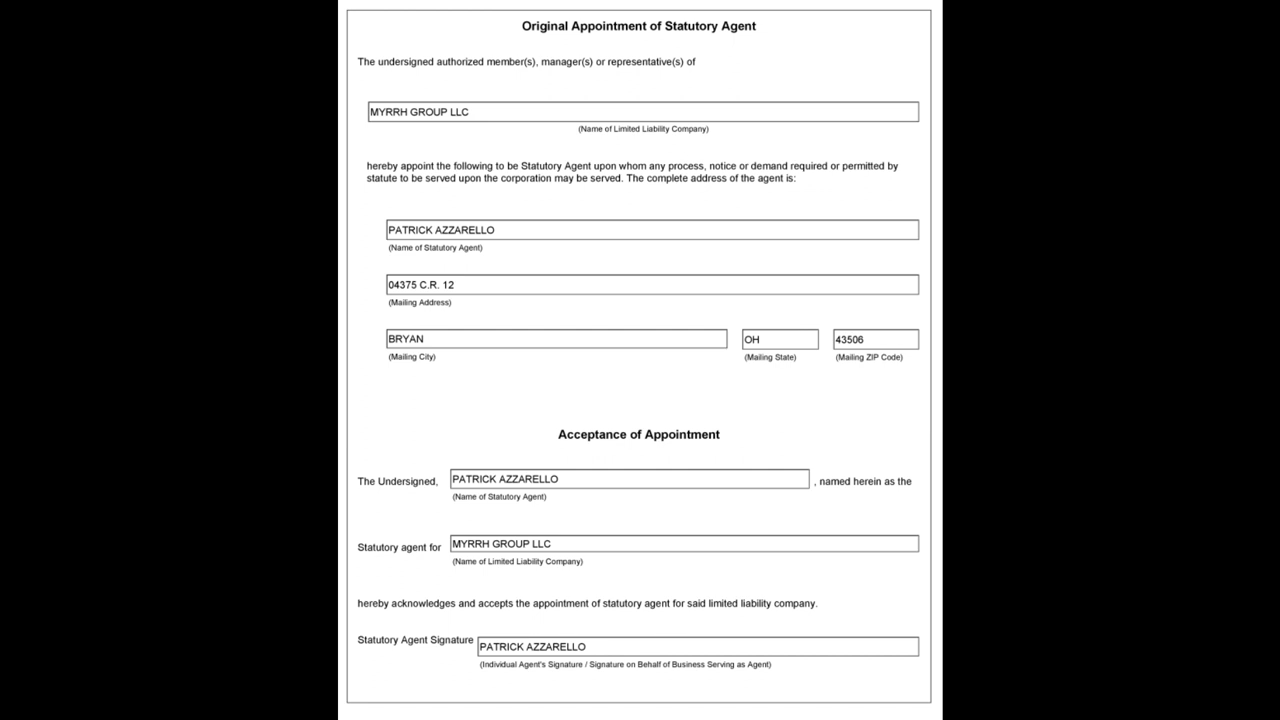 Original Appointment of Statutory Agent
The undersigned authorized member(s), manager(s) or representative(s) of
MYRRH GROUP LLC
(Name of Limited Liability Company)
hereby appoint the following to be Statutory Agent upon whom any process, notice or demand required or permitted by
statute to be served upon the corporation may be served. The complete address of the agent is:
PATRICK AZZARELLO
(Name of Statutory Agent)
04375 C.R. 12
(Mailing Address)
BRYAN OH 43506
(Mailing City) (Mailing State) (Mailing ZIP Code)
Acceptance of Appointment
The Undersigned, PATRICK AZZARELLO , named herein as the
(Name of Statutory Agent)
Statutory agent for MYRRH GROUP LLC
(Name of Limited Liability Company)
hereby acknowledges and accepts the appointment of statutory agent for said limited liability company.
Statutory Agent Signature PATRICK AZZARELLO
(Individual Agent's Signature / Signature on Behalf of Business Serving as Agent)